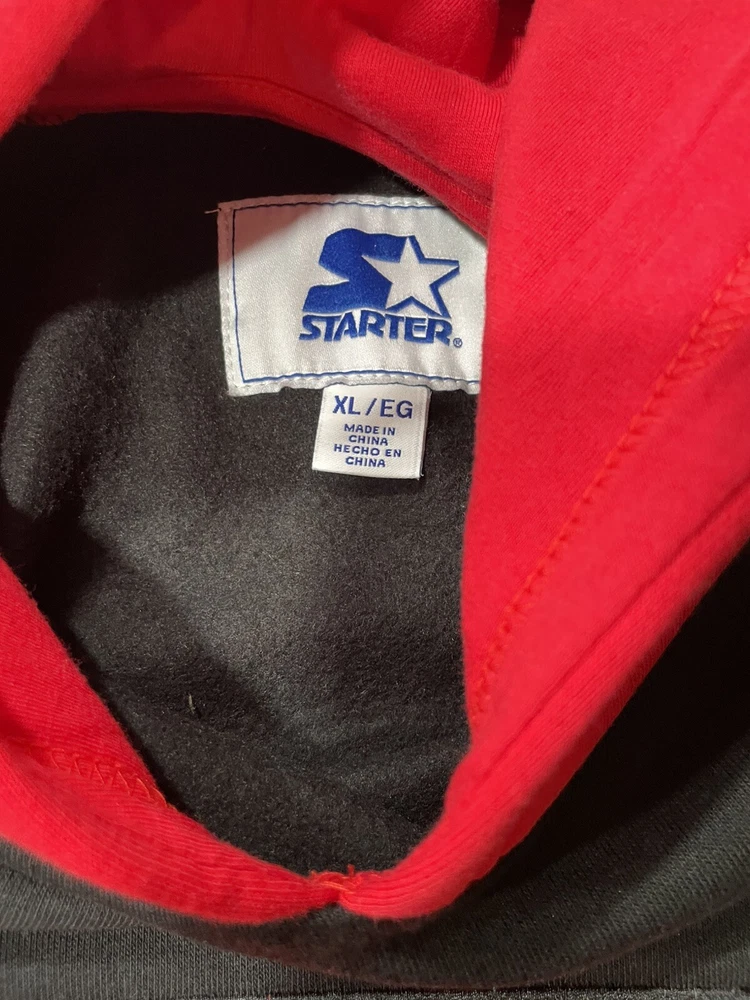 STARTER®
XL/EG
MADE IN
CHINA
HECHO EN
CHINA